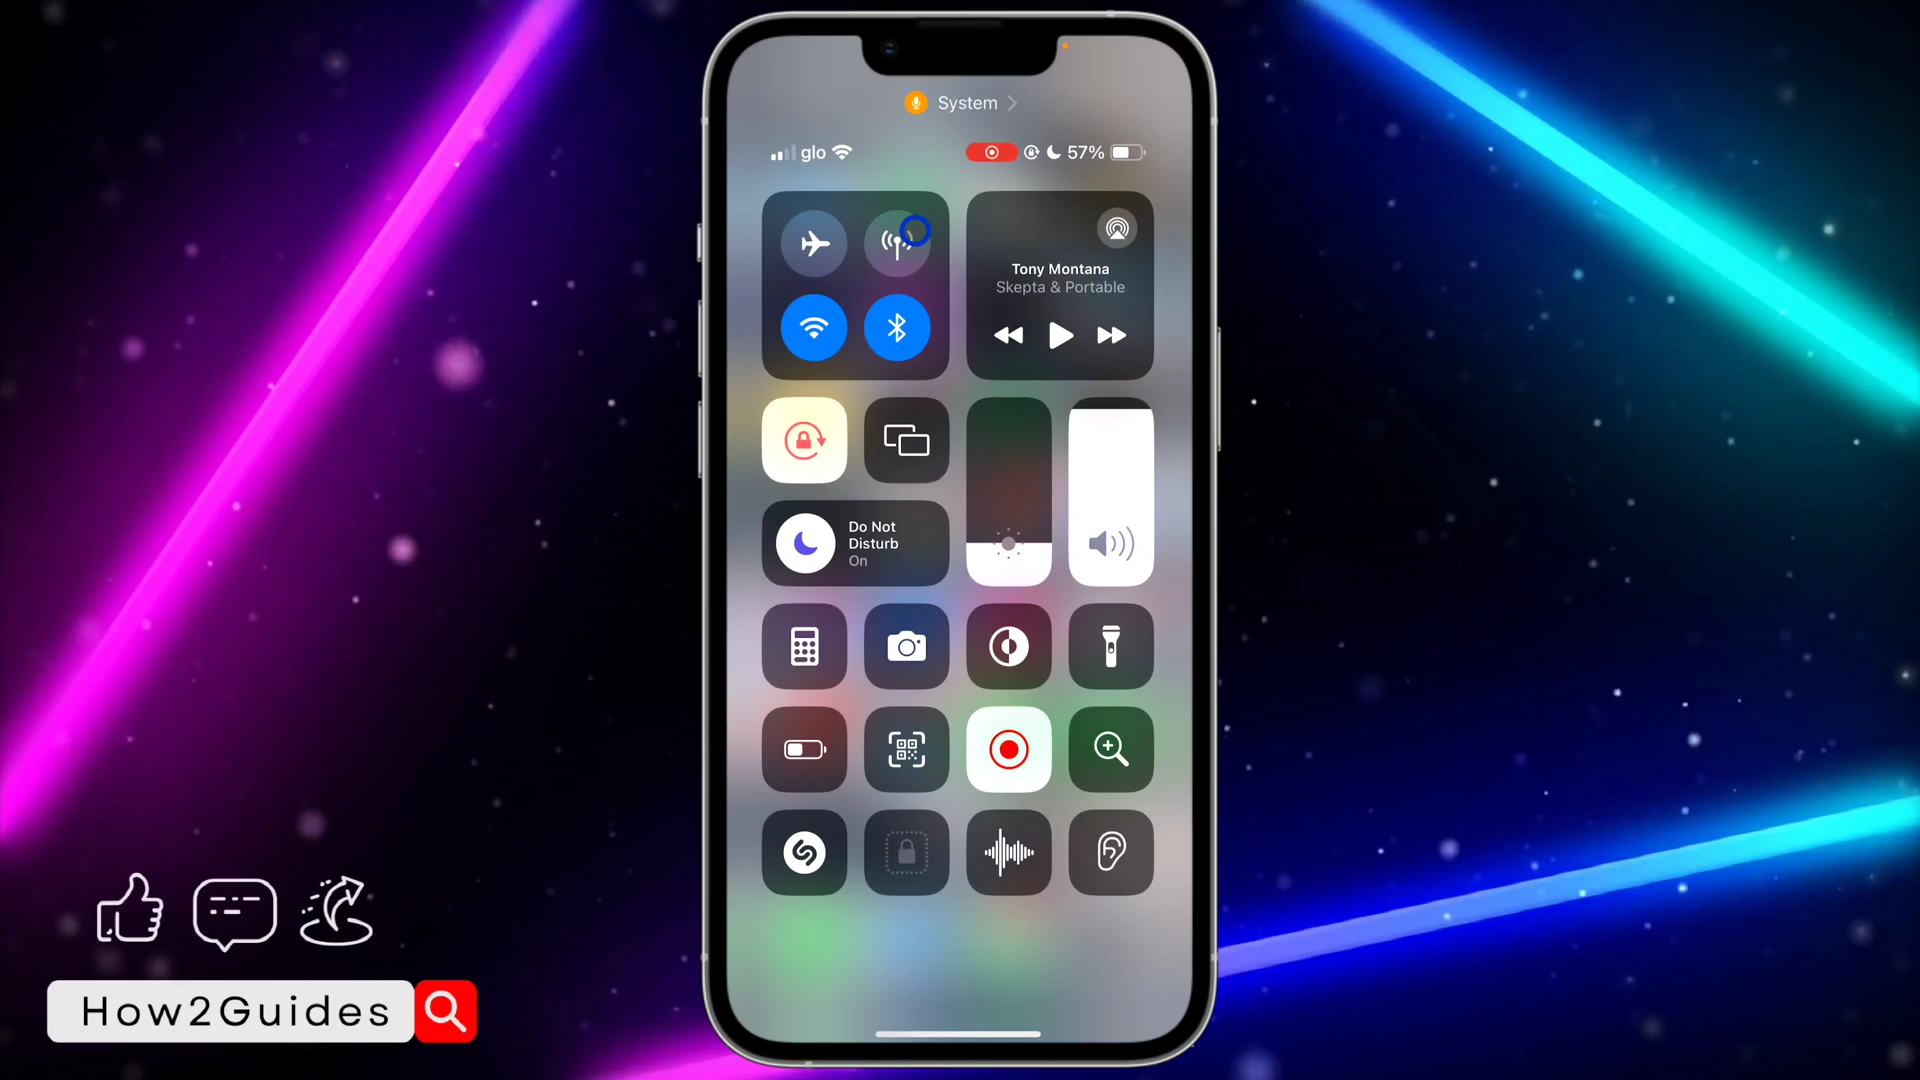 System
glo
57%
Tony Montana
Skepta & Portable
Do Not
Disturb
On
How2Guides